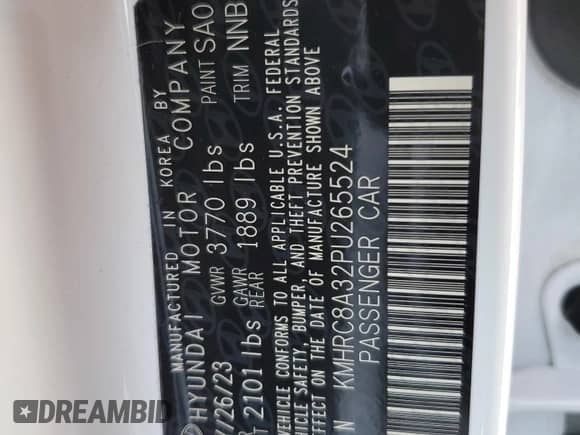 MANUFACTURED IN KOREA BY
HYUNDAI MOTOR COMPANY
/26/23 GVWR 3770 lbs PAINT SAO
2101 lbs GAWR REAR 1889 lbs TRIM NNB
VEHICLE CONFORMS TO ALL APPLICABLE U.S.A. FEDERAL
VEHICLE SAFETY, BUMPER, AND THEFT PREVENTION STANDARDS
EFFECT ON THE DATE OF MANUFACTURE SHOWN ABOVE
KMHRC8A32PU265524
PASSENGER CAR
DREAMBID